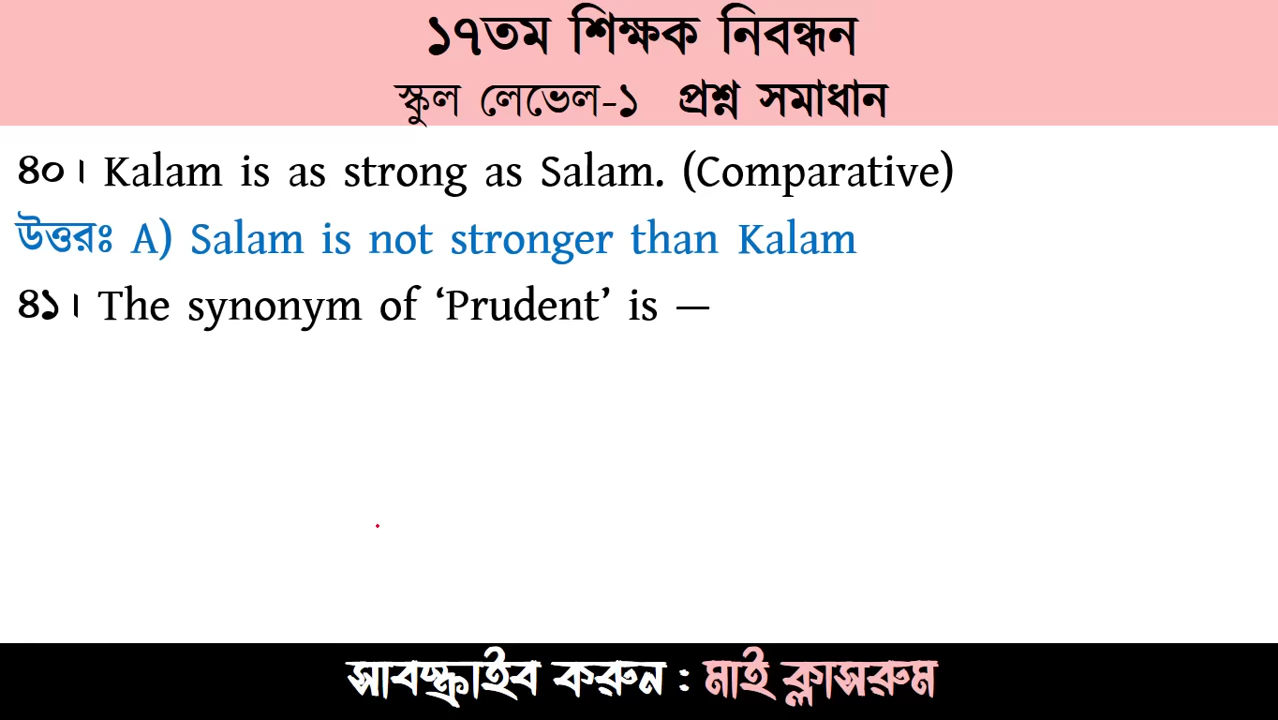 ১৭তম শিক্ষক নিবন্ধন
স্কুল লেভেল-১ প্রশ্ন সমাধান
৪০। Kalam is as strong as Salam. (Comparative)
উত্তরঃ A) Salam is not stronger than Kalam
৪১। The synonym of ‘Prudent’ is —
সাবস্ক্রাইব করুন : মাই ক্লাসরুম